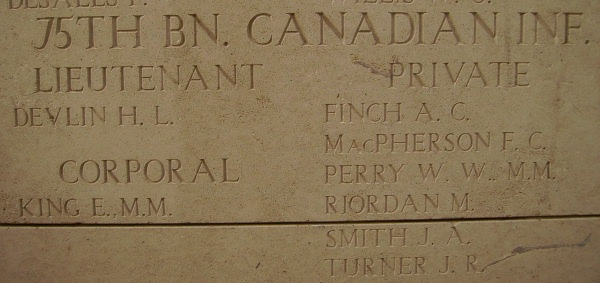 75TH BN. CANADIAN INF.
LIEUTENANT
DEVLIN H. L.
CORPORAL
KING E., M.M.
PRIVATE
FINCH A. C.
MACPHERSON F. C.
PERRY W. W., M.M.
RIORDAN M.
SMITH J. A.
TURNER J. R.